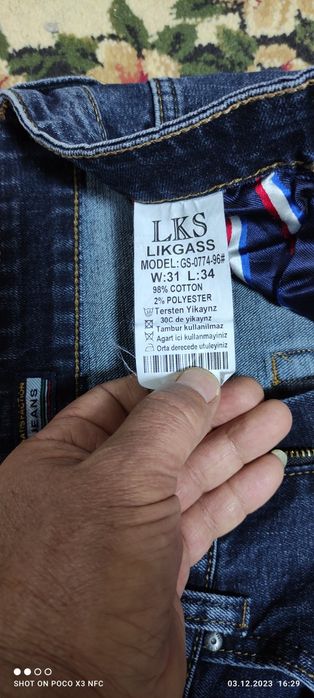 LKS
LIKGASS
MODEL:GS-0774-96#
W:31 L:34
98% COTTON
2% POLYESTER
Tersten Yikaynz
30C de yikaynz
Tambur kullanilmaz
Agart ici kullanmayiniz
Orta derecede utuleyiniz
SATISFACTION
JEANS
SHOT ON POCO X3 NFC
03.12.2023 16:29